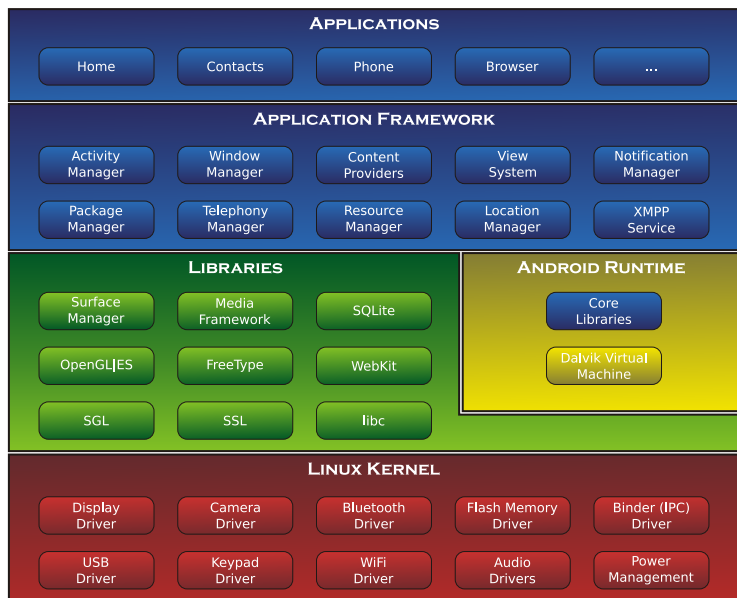 APPLICATIONS
Home
Contacts
Phone
Browser
...
APPLICATION FRAMEWORK
Activity
Manager
Window
Manager
Content
Providers
View
System
Notification
Manager
Package
Manager
Telephony
Manager
Resource
Manager
Location
Manager
XMPP
Service
LIBRARIES
Surface
Manager
Media
Framework
SQLite
OpenGL|ES
FreeType
WebKit
SGL
SSL
libc
ANDROID RUNTIME
Core
Libraries
Dalvik Virtual
Machine
LINUX KERNEL
Display
Driver
Camera
Driver
Bluetooth
Driver
Flash Memory
Driver
Binder (IPC)
Driver
USB
Driver
Keypad
Driver
WiFi
Driver
Audio
Drivers
Power
Management